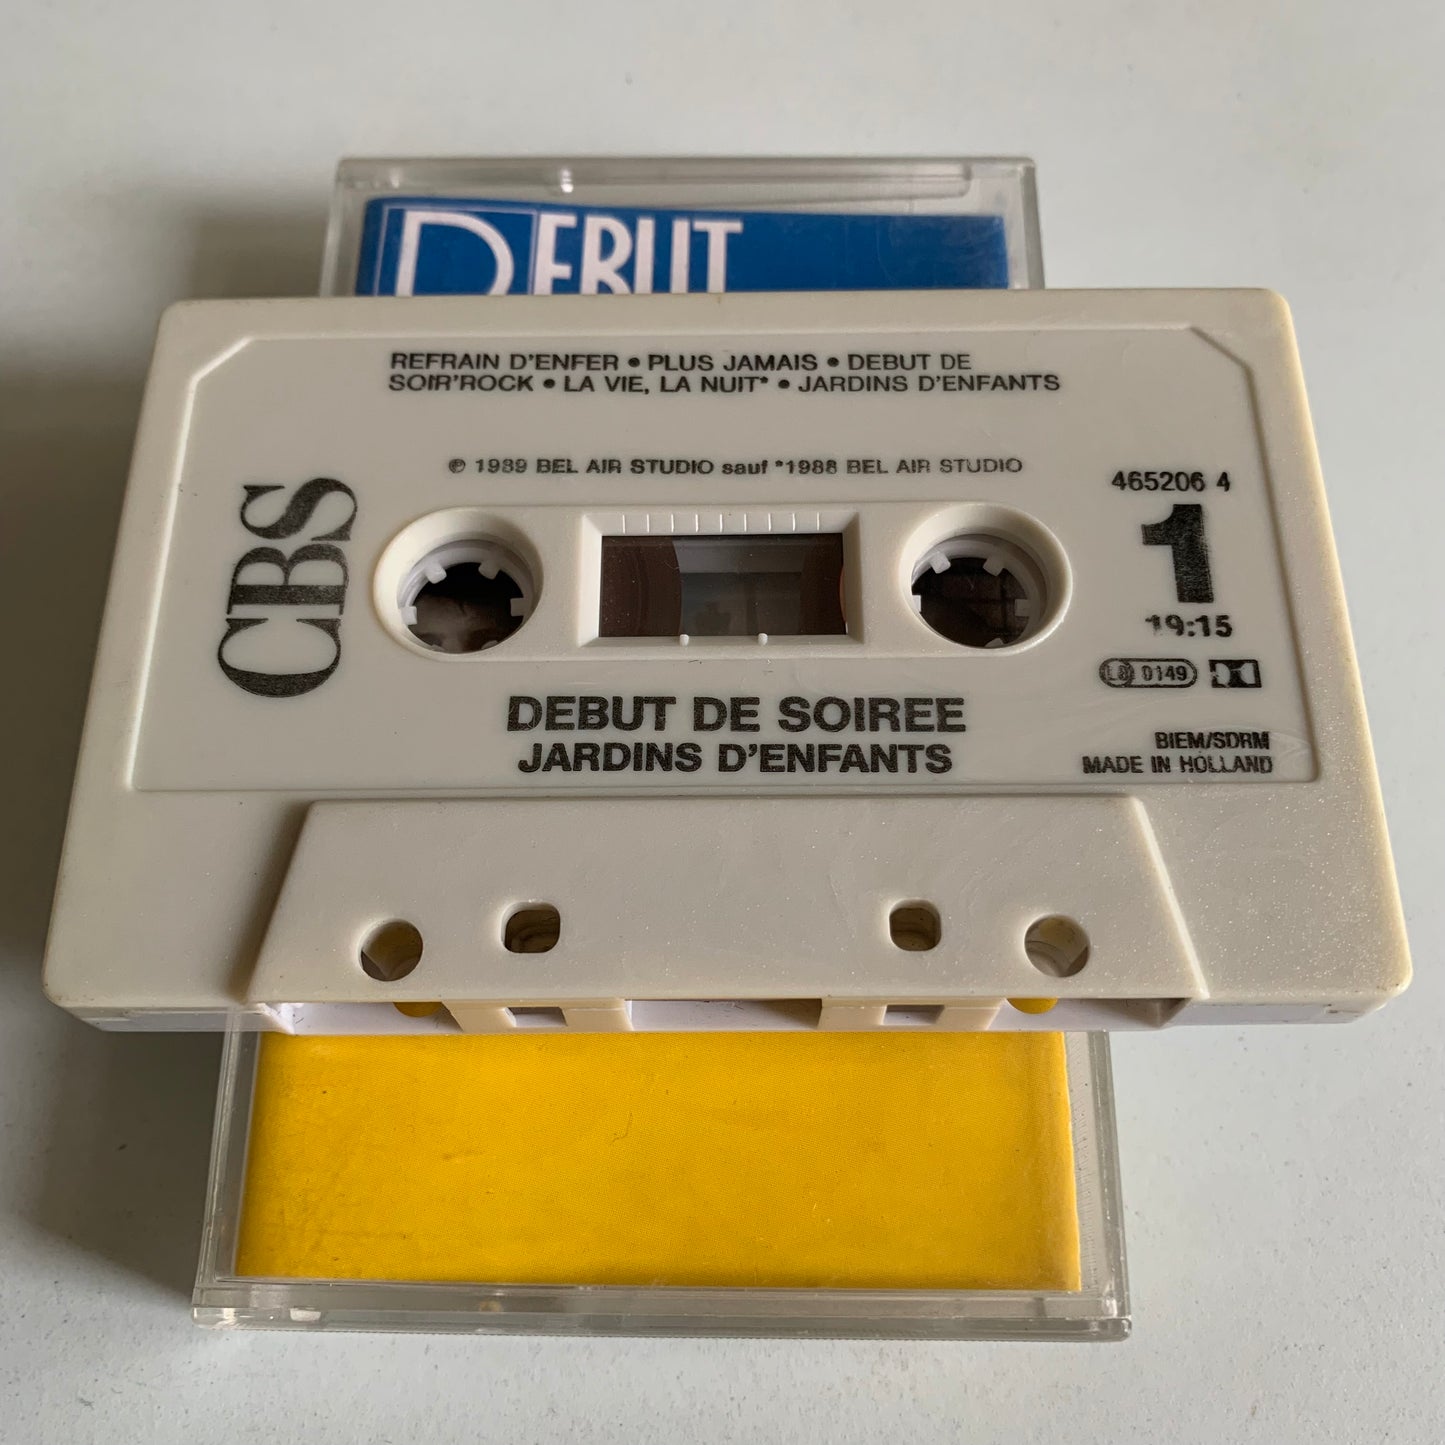 DEBUT
REFRAIN D'ENFER • PLUS JAMAIS • DEBUT DE
SOIR'ROCK • LA VIE, LA NUIT* • JARDINS D'ENFANTS
℗ 1989 BEL AIR STUDIO sauf *1988 BEL AIR STUDIO
CBS
465206 4
1
19:15
LB 0149
DEBUT DE SOIREE
JARDINS D'ENFANTS
BIEM/SDRM
MADE IN HOLLAND